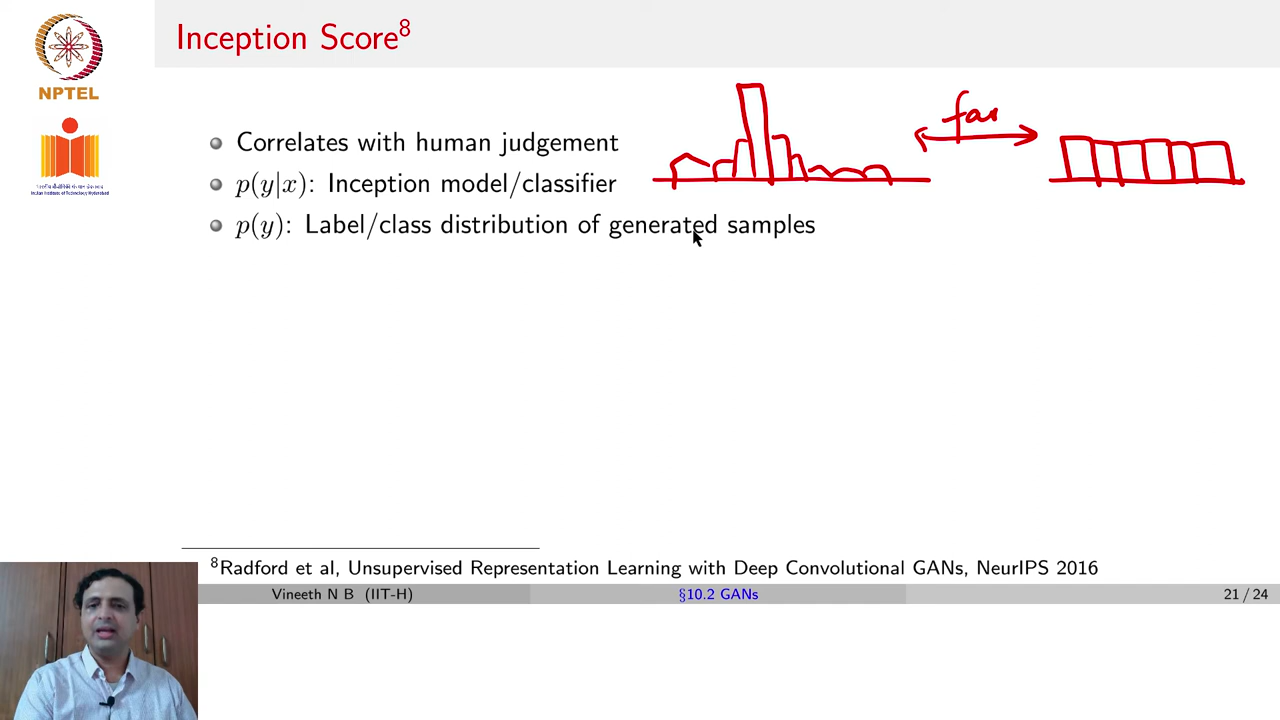 Inception Score8
NPTEL
far
Correlates with human judgement
p(y|x): Inception model/classifier
p(y): Label/class distribution of generated samples
8Radford et al, Unsupervised Representation Learning with Deep Convolutional GANs, NeurIPS 2016
Vineeth N B (IIT-H) §10.2 GANs 21 / 24